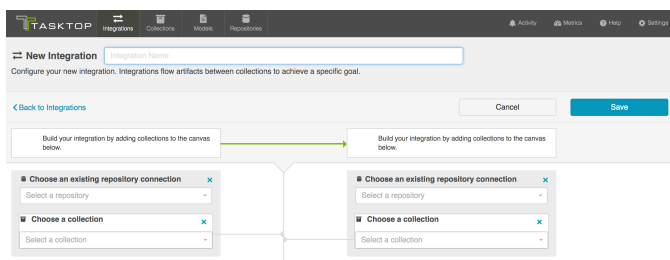 TASKTOP
Integrations Collections Models Repositories Activity Metrics Help Settings
New Integration Integration Name
Configure your new integration. Integrations flow artifacts between collections to achieve a specific goal.
Back to Integrations Cancel Save
Build your integration by adding collections to the canvas
below.
Build your integration by adding collections to the canvas
below.
Choose an existing repository connection
Select a repository
Choose a collection
Select a collection
Choose an existing repository connection
Select a repository
Choose a collection
Select a collection